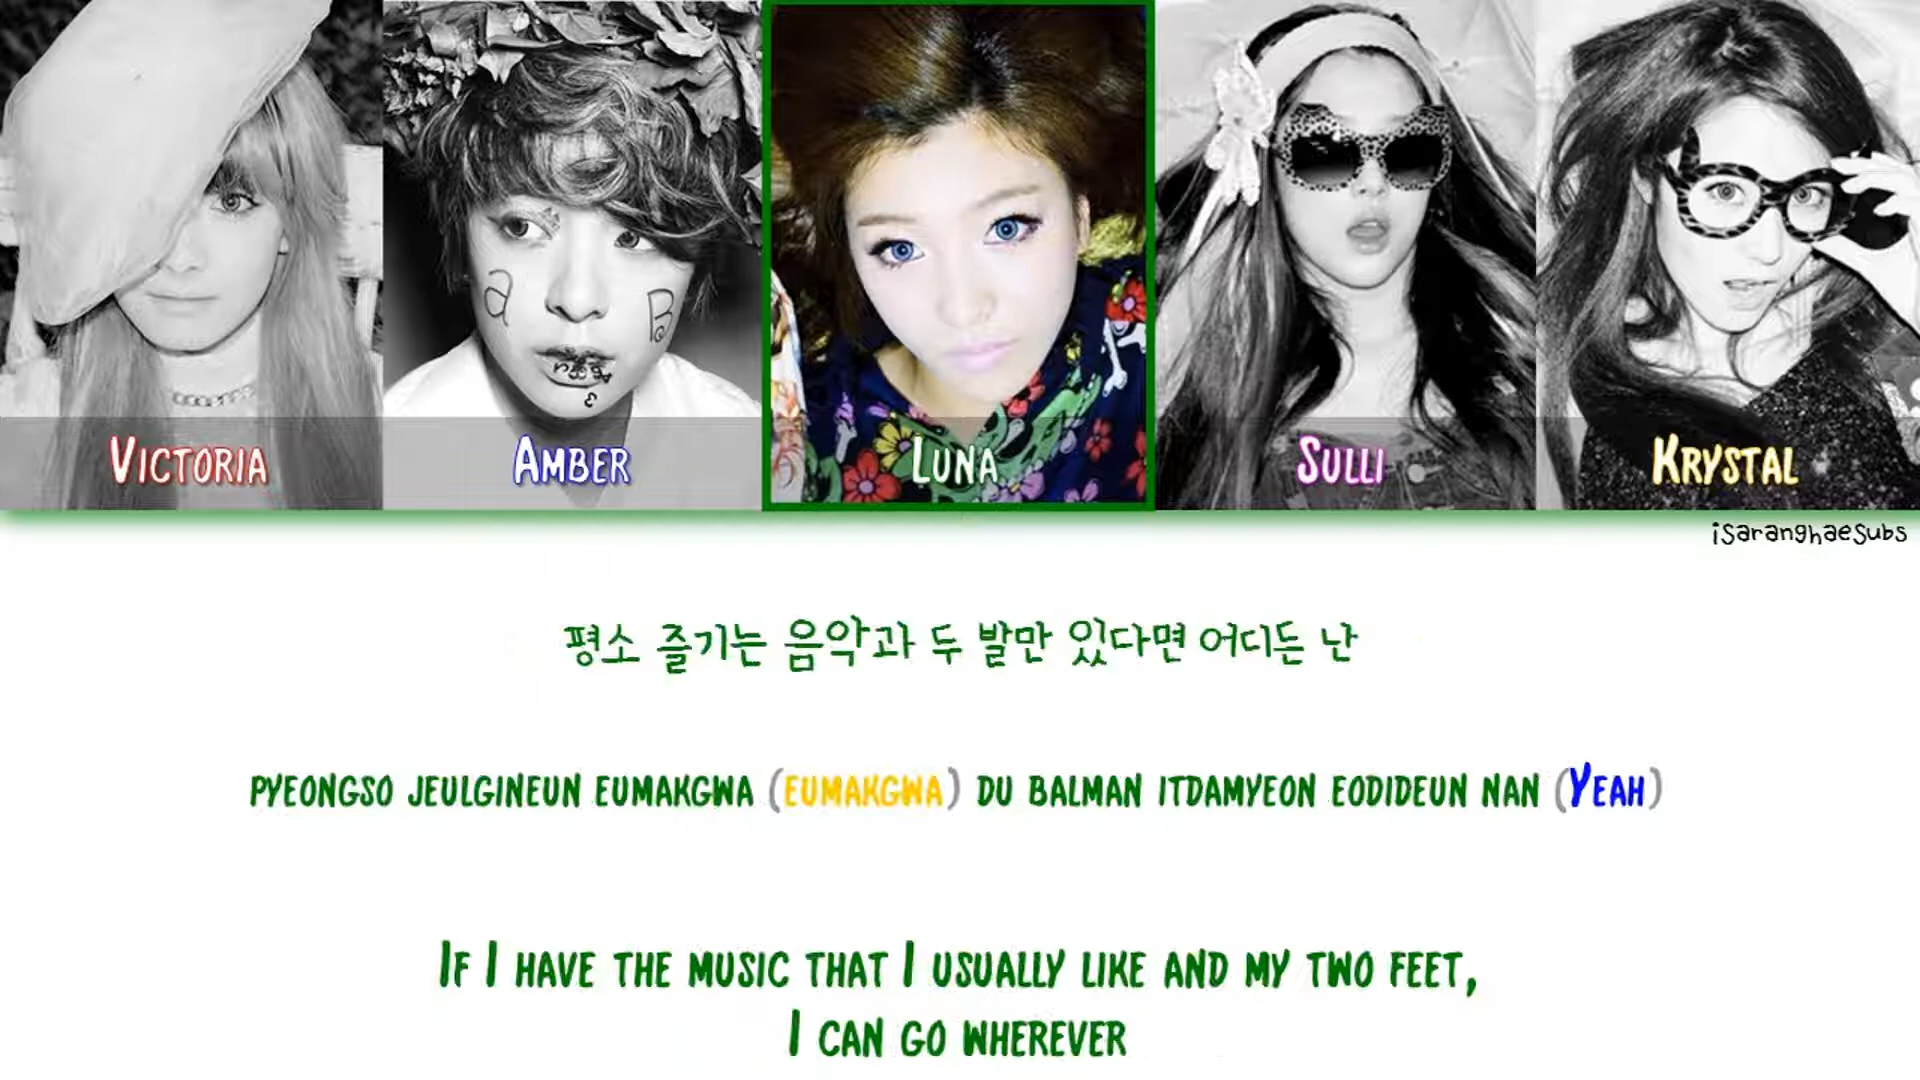 VICTORIA
AMBER
LUNA
SULLI
KRYSTAL
isaranghaesubs
평소 즐기는 음악과 두 발만 있다면 어디든 난
PYEONGSO JEULGINEUN EUMAKGWA (EUMAKGWA) DU BALMAN ITDAMYEON EODIDEUN NAN (YEAH)
IF I HAVE THE MUSIC THAT I USUALLY LIKE AND MY TWO FEET,
I CAN GO WHEREVER